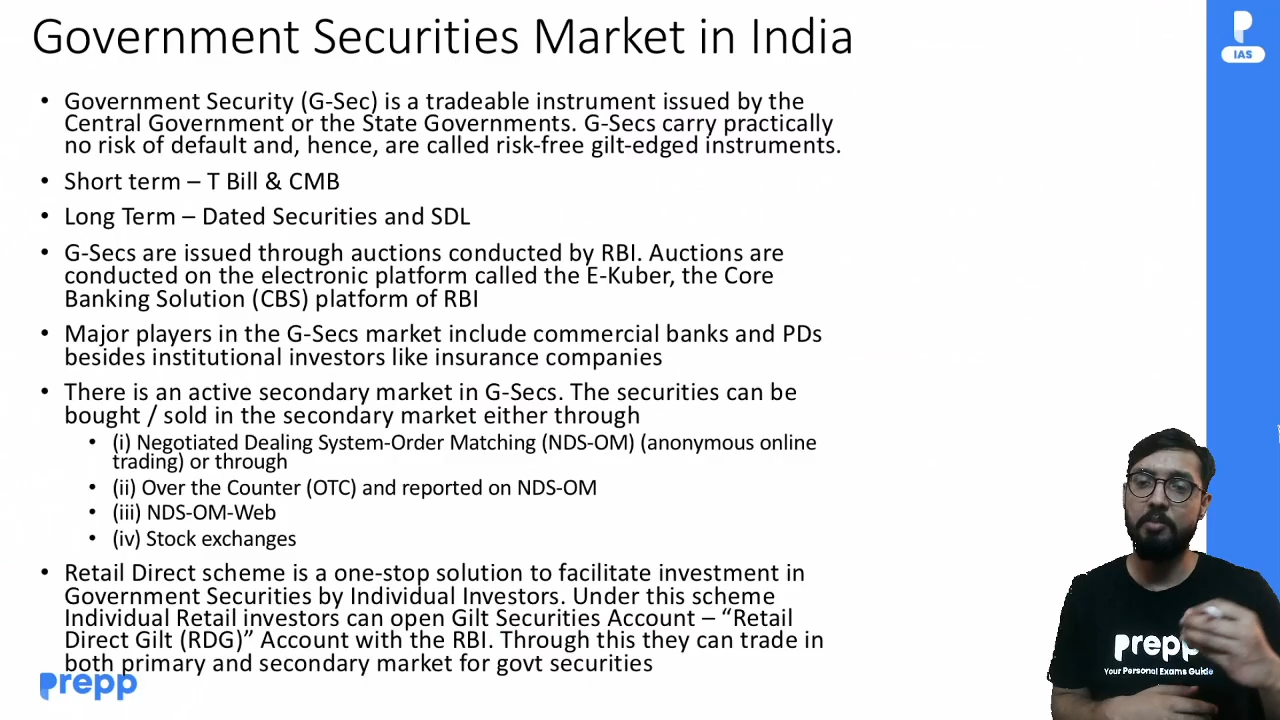 Government Securities Market in India
IAS
• Government Security (G-Sec) is a tradeable instrument issued by the
Central Government or the State Governments. G-Secs carry practically
no risk of default and, hence, are called risk-free gilt-edged instruments.
• Short term – T Bill & CMB
• Long Term – Dated Securities and SDL
• G-Secs are issued through auctions conducted by RBI. Auctions are
conducted on the electronic platform called the E-Kuber, the Core
Banking Solution (CBS) platform of RBI
• Major players in the G-Secs market include commercial banks and PDs
besides institutional investors like insurance companies
• There is an active secondary market in G-Secs. The securities can be
bought / sold in the secondary market either through
• (i) Negotiated Dealing System-Order Matching (NDS-OM) (anonymous online
trading) or through
• (ii) Over the Counter (OTC) and reported on NDS-OM
• (iii) NDS-OM-Web
• (iv) Stock exchanges
• Retail Direct scheme is a one-stop solution to facilitate investment in
Government Securities by Individual Investors. Under this scheme
Individual Retail investors can open Gilt Securities Account – “Retail
Direct Gilt (RDG)” Account with the RBI. Through this they can trade in
both primary and secondary market for govt securities
prepp
prepp
Your Personal Exams Guide